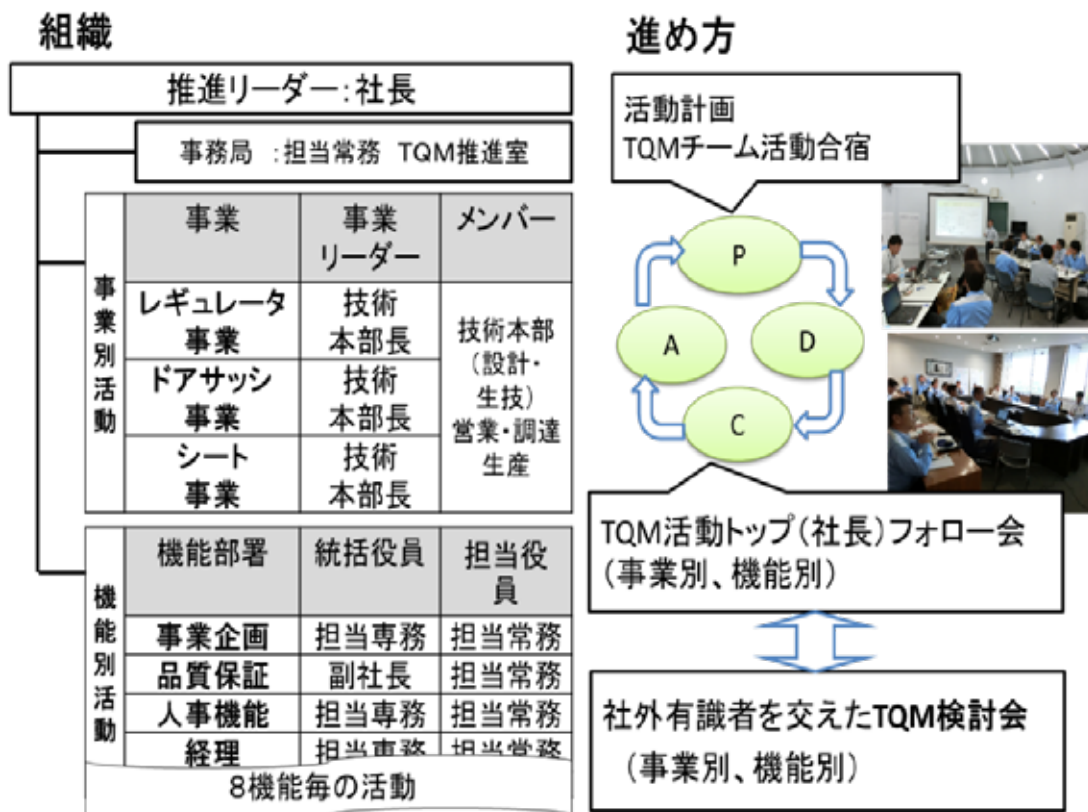 組織
推進リーダー：社長
事務局　：担当常務　TQM推進室
事業別活動
事業
事業
リーダー
メンバー
レギュレータ
事業
技術
本部長
ドアサッシ
事業
技術
本部長
シート
事業
技術
本部長
技術本部
（設計・
生技）
営業・調達
生産
機能別活動
機能部署
統括役員
担当役
員
事業企画
担当専務
担当常務
品質保証
副社長
担当常務
人事機能
担当専務
担当常務
経理
担当専務
担当常務
8機能毎の活動
進め方
活動計画
TQMチーム活動合宿
P
D
C
A
TQM活動トップ（社長）フォロー会
（事業別、機能別）
社外有識者を交えたTQM検討会
（事業別、機能別）